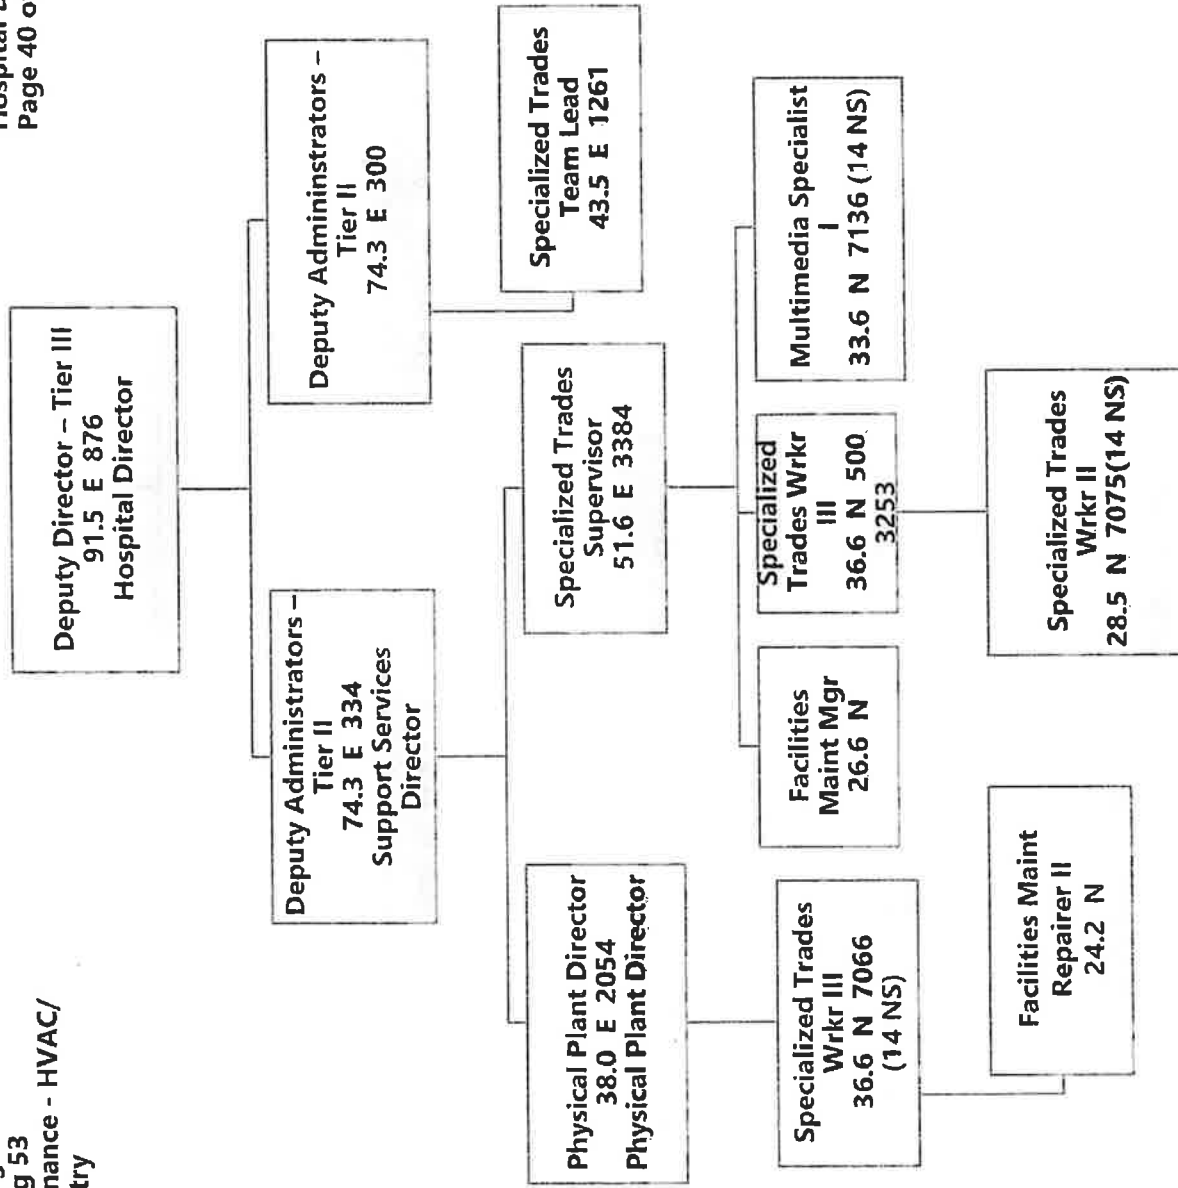 Hospital
Page 40
g 53
nance - HVAC/
try
Deputy Director – Tier III
91.5 E 876
Hospital Director
Deputy Administrators –
Tier II
74.3 E 334
Support Services
Director
Deputy Admininstrators –
Tier II
74.3 E 300
Physical Plant Director
38.0 E 2054
Physical Plant Director
Specialized Trades
Supervisor
51.6 E 3384
Specialized Trades
Team Lead
43.5 E 1261
Specialized Trades
Wrkr III
36.6 N 7066
(14 NS)
Facilities
Maint Mgr
26.6 N
Specialized
Trades Wrkr
III
36.6 N 500
3253
Multimedia Specialist
I
33.6 N 7136 (14 NS)
Facilities Maint
Repairer II
24.2 N
Specialized Trades
Wrkr II
28.5 N 7075(14 NS)